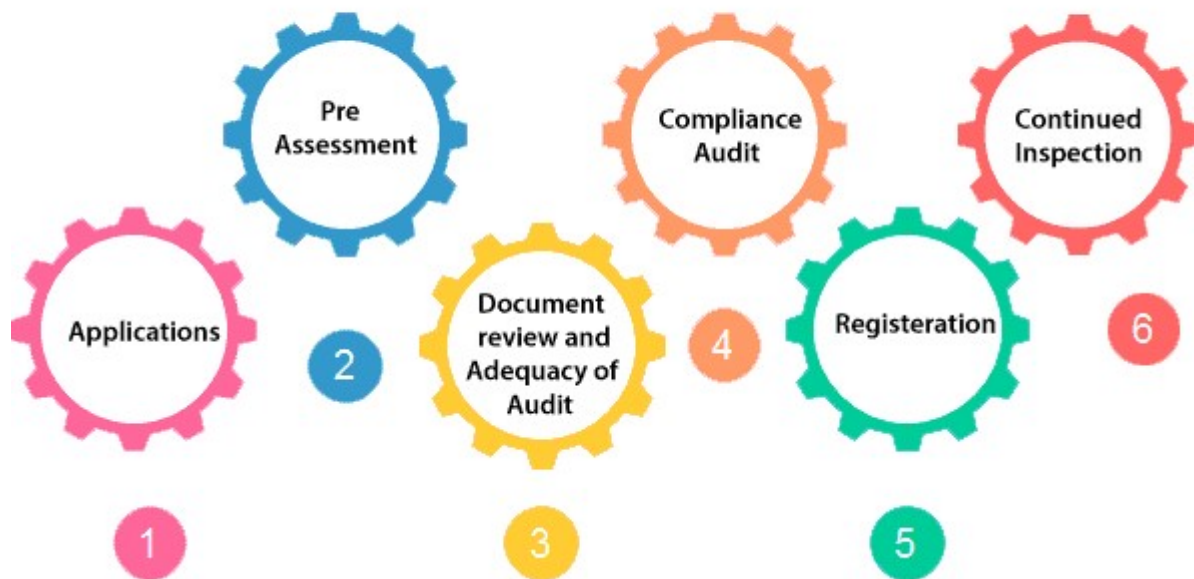 Applications
1
Pre
Assessment
2
Document
review and
Adequacy of
Audit
3
Compliance
Audit
4
Registeration
5
Continued
Inspection
6